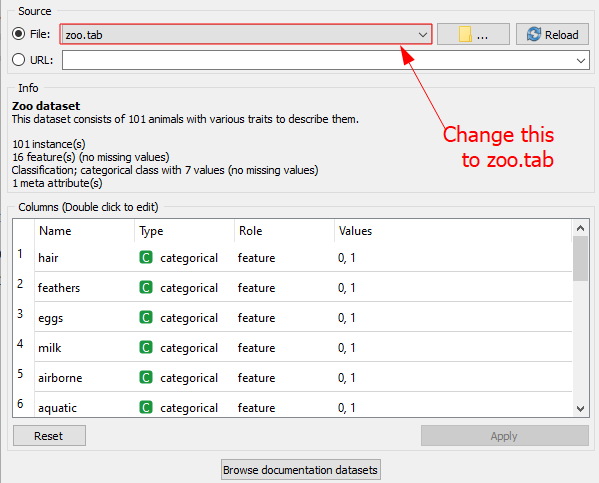 Source
File: zoo.tab ... Reload
URL:
Info
Zoo dataset
This dataset consists of 101 animals with various traits to describe them.
101 instance(s)
16 feature(s) (no missing values)
Classification; categorical class with 7 values (no missing values)
1 meta attribute(s)
Change this
to zoo.tab
Columns (Double click to edit)
Name Type Role Values
1 hair C categorical feature 0, 1
2 feathers C categorical feature 0, 1
3 eggs C categorical feature 0, 1
4 milk C categorical feature 0, 1
5 airborne C categorical feature 0, 1
6 aquatic C categorical feature 0, 1
Reset Apply
Browse documentation datasets